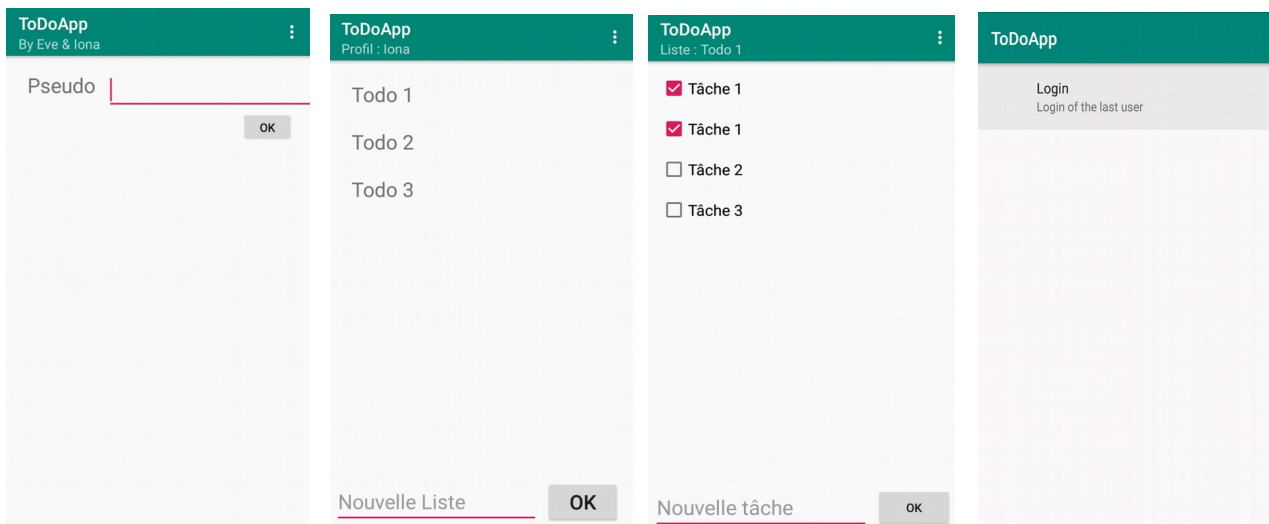 ToDoApp
By Eve & Iona
Pseudo
OK
ToDoApp
Profil : Iona
Todo 1
Todo 2
Todo 3
Nouvelle Liste
OK
ToDoApp
Liste : Todo 1
Tâche 1
Tâche 1
Tâche 2
Tâche 3
Nouvelle tâche
OK
ToDoApp
Login
Login of the last user